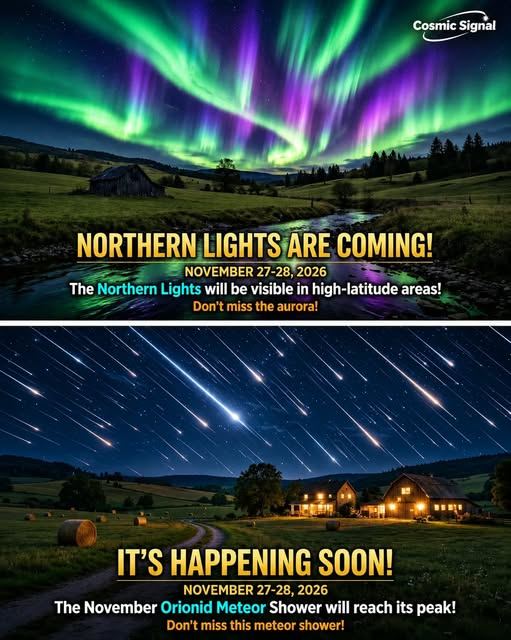 Cosmic Signal
NORTHERN LIGHTS ARE COMING!
NOVEMBER 27-28, 2026
The Northern Lights will be visible in high-latitude areas!
Don't miss the aurora!
IT'S HAPPENING SOON!
NOVEMBER 27-28, 2026
The November Orionid Meteor Shower will reach its peak!
Don't miss this meteor shower!